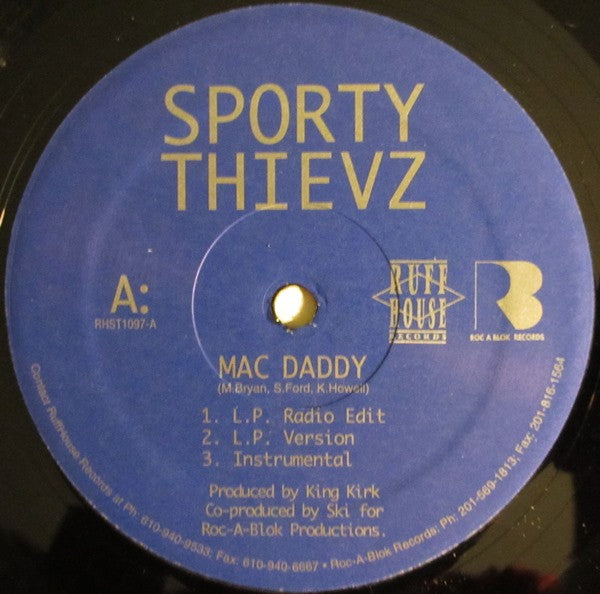 SPORTY
THIEVZ
A:
RHST1097-A
RUFF
HOUSE
RECORDS
RB
ROC A BLOK RECORDS
MAC DADDY
(M.Bryan, S.Ford, K.Howell)
1. L.P. Radio Edit
2. L.P. Version
3. Instrumental
Produced by King Kirk
Co-produced by Ski for
Roc-A-Blok Productions.
Contact RuffHouse Records at Ph: 610-940-9533; Fax: 610-940-6667 • Roc-A-Blok Records: Ph: 201-569-1813; Fax: 201-816-1564